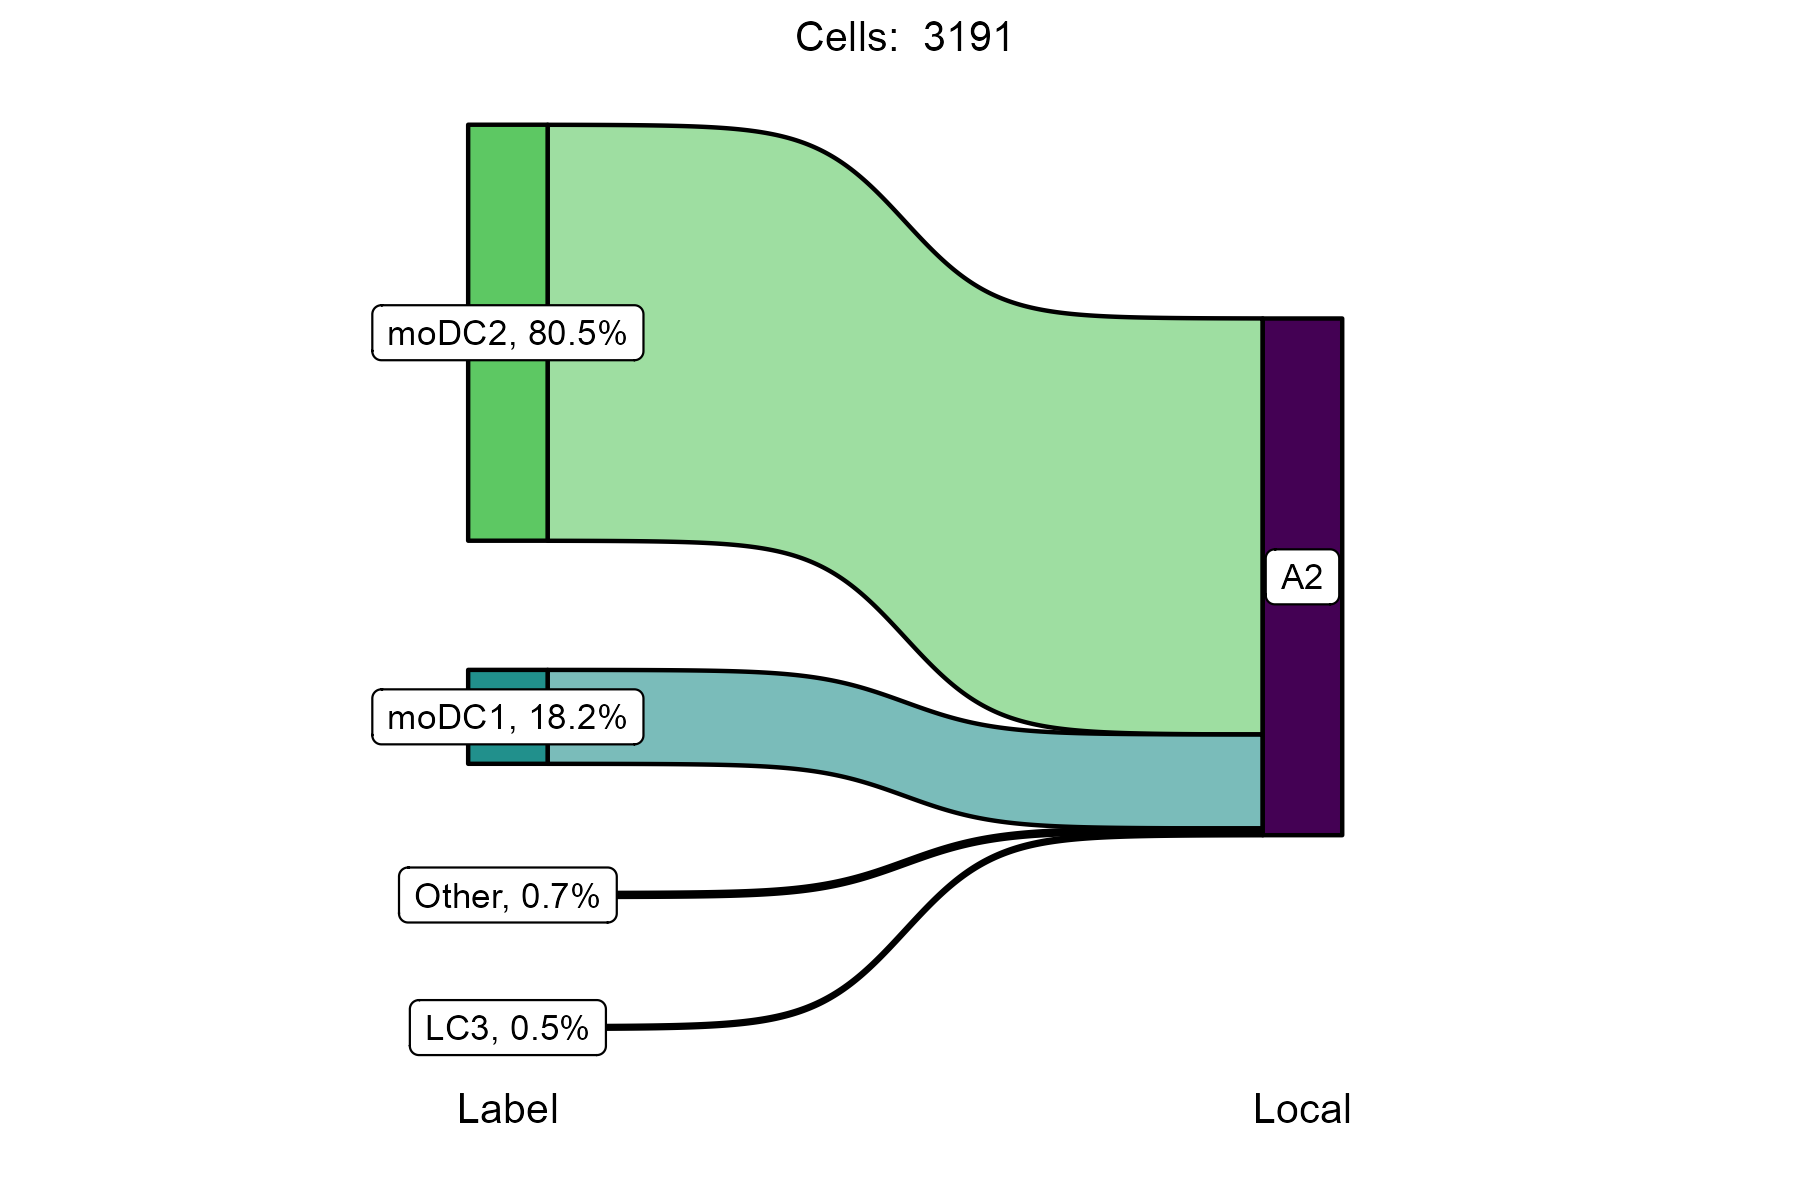 Cells:  3191
moDC2, 80.5%
A2
moDC1, 18.2%
Other, 0.7%
LC3, 0.5%
Label
Local